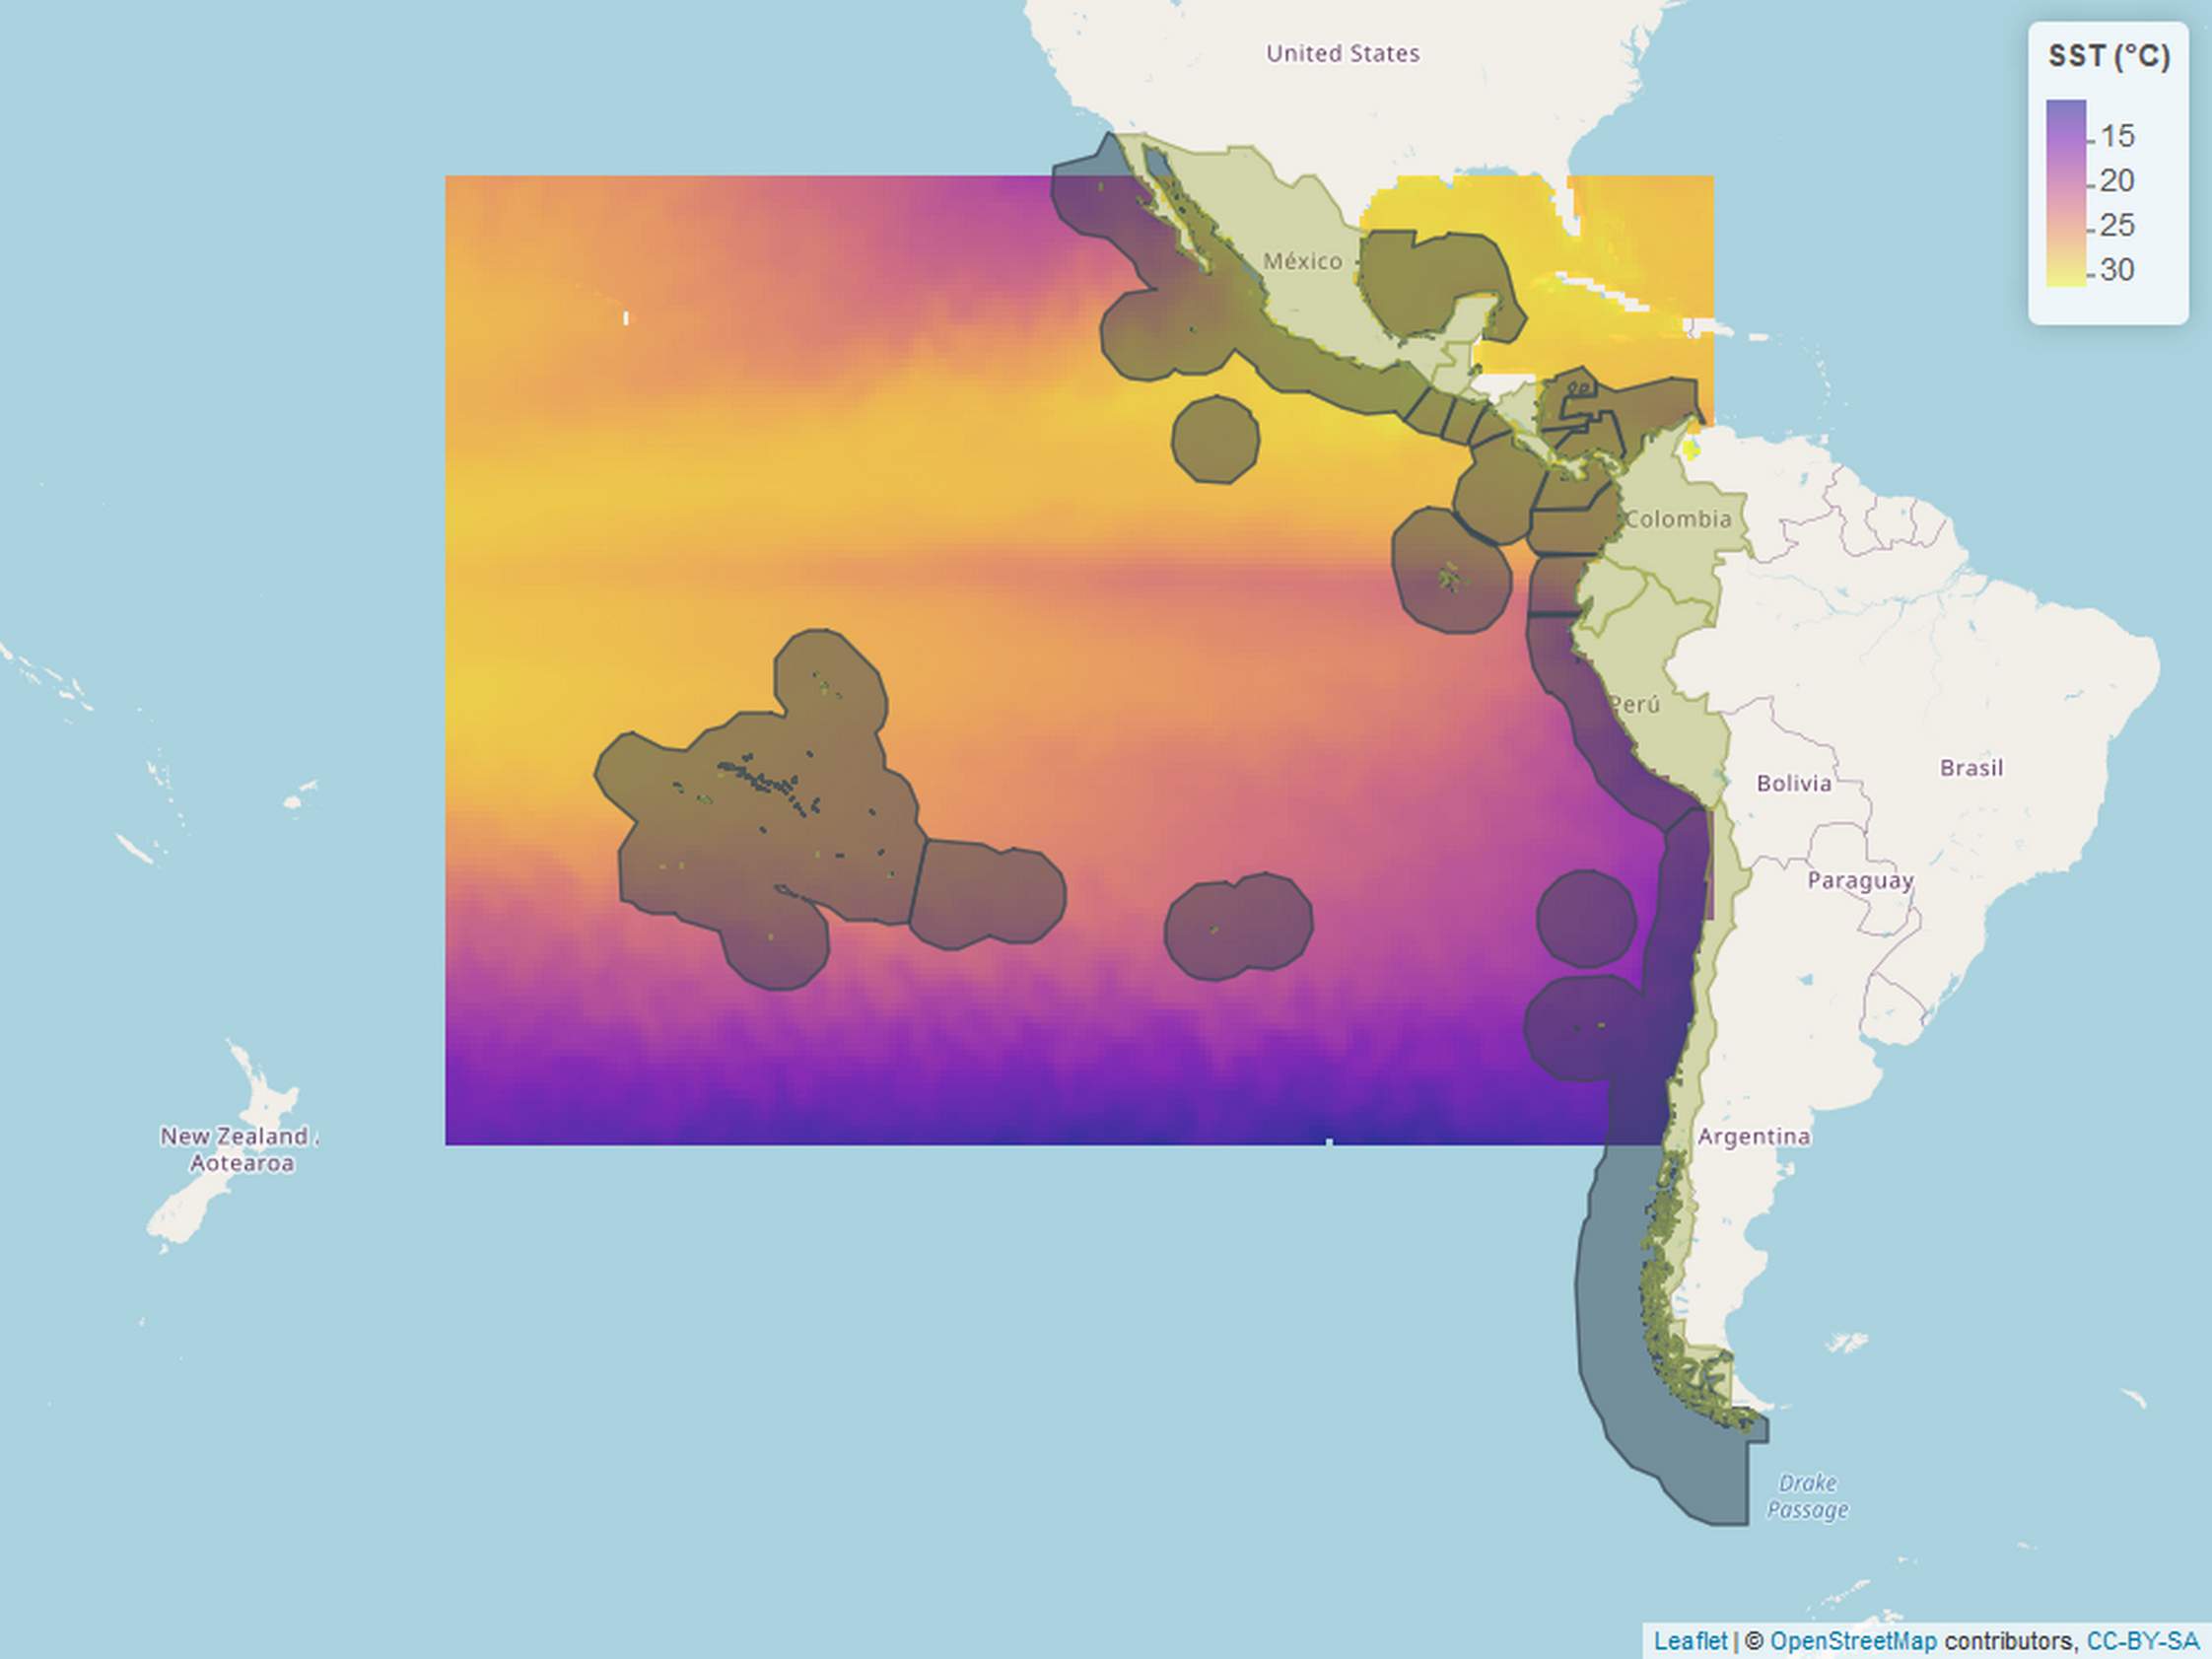 United States
SST (°C)
15
20
25
30
México
Colombia
Perú
Bolivia
Brasil
Paraguay
New Zealand
Aotearoa
Argentina
Drake
Passage
Leaflet | © OpenStreetMap contributors, CC-BY-SA